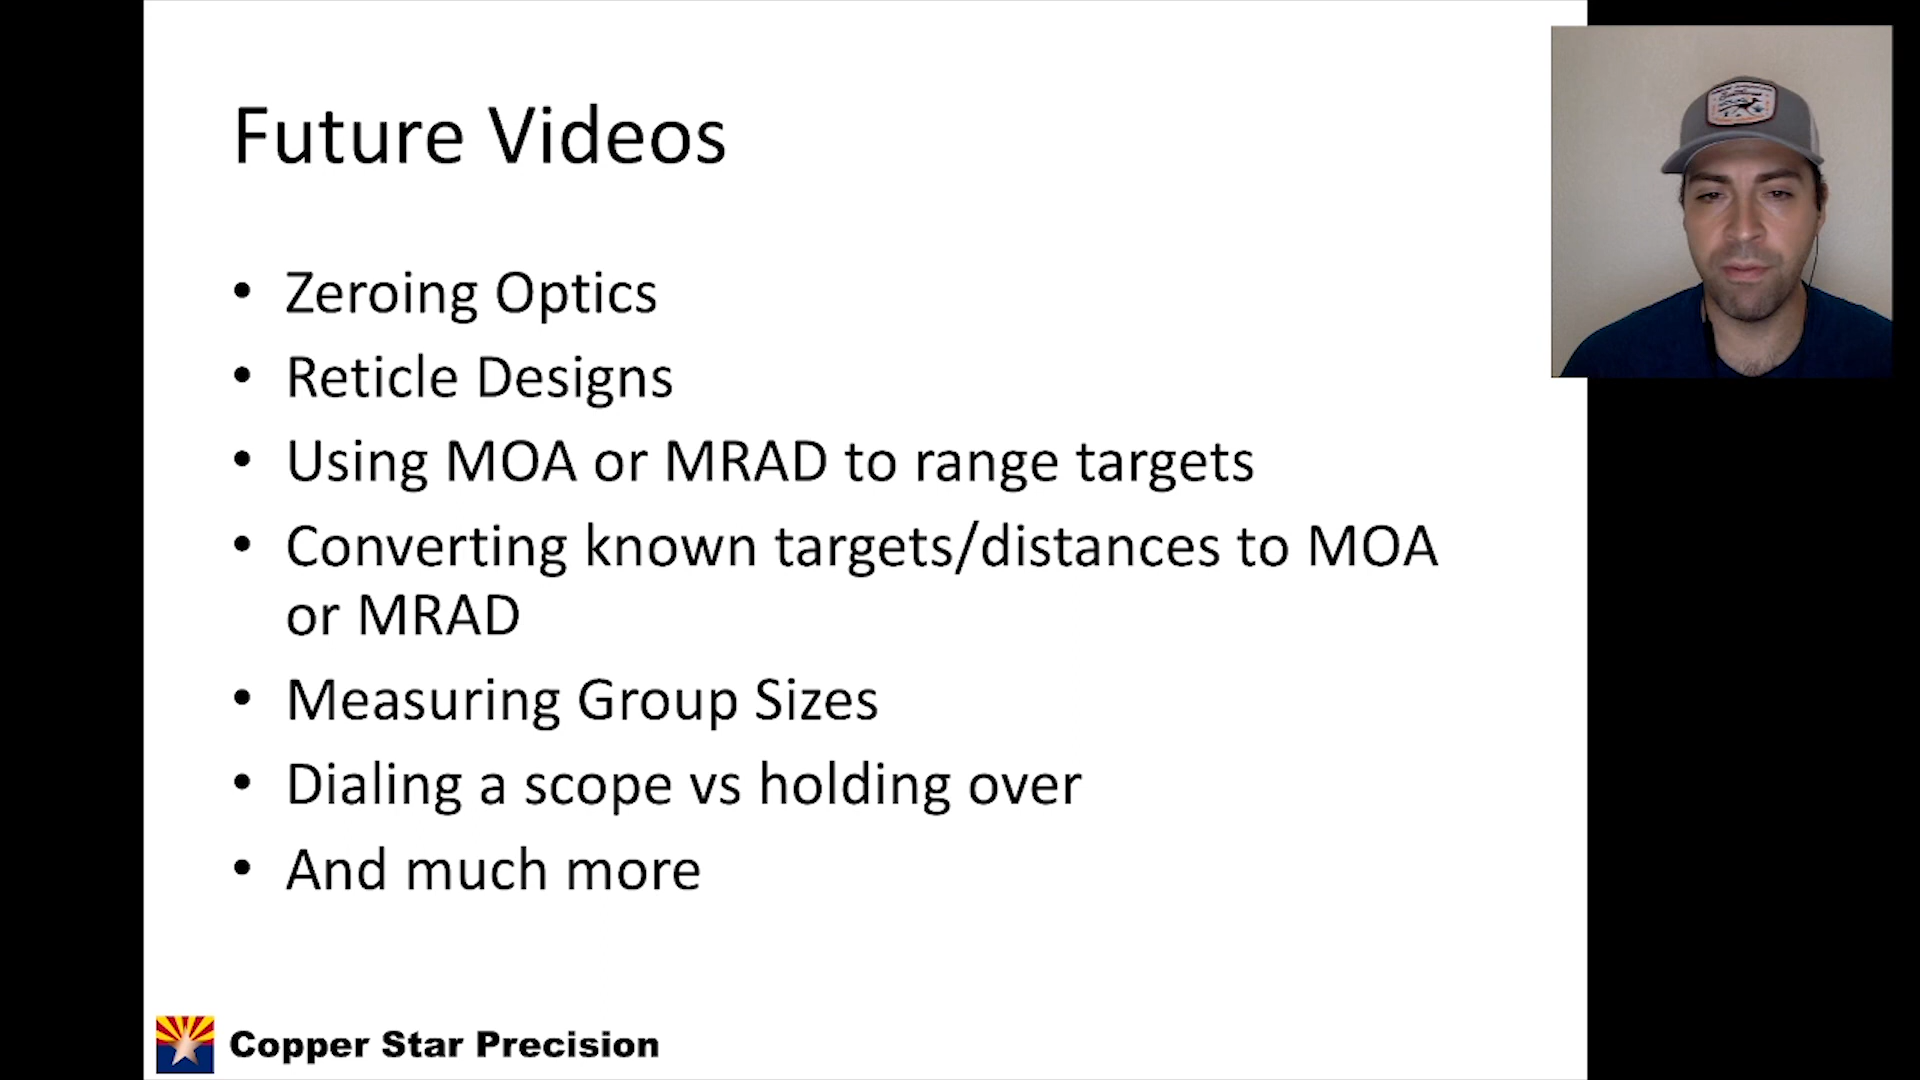 Future Videos
• Zeroing Optics
• Reticle Designs
• Using MOA or MRAD to range targets
• Converting known targets/distances to MOA
or MRAD
• Measuring Group Sizes
• Dialing a scope vs holding over
• And much more
Copper Star Precision